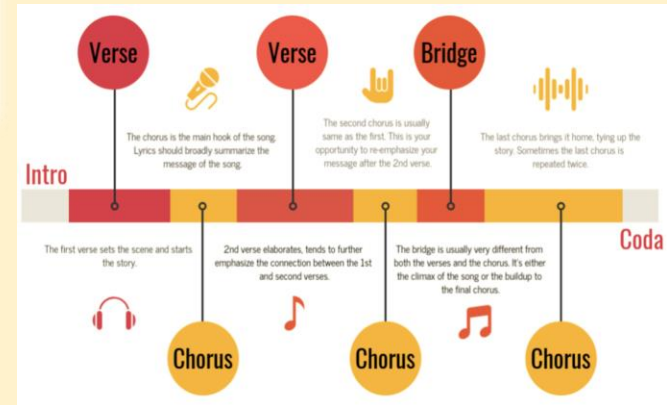 Verse
Verse
Bridge
The chorus is the main hook of the song.
Lyrics should broadly summarize the
message of the song.
The second chorus is usually
same as the first. This is your
opportunity to re-emphasize your
message after the 2nd verse.
The last chorus brings it home, tying up the
story. Sometimes the last chorus is
repeated twice.
Intro
Coda
The first verse sets the scene and starts
the story.
2nd verse elaborates, tends to further
emphasize the connection between the 1st
and second verses.
The bridge is usually very different from
both the verses and the chorus. It's either
the climax of the song or the buildup to
the final chorus.
Chorus
Chorus
Chorus